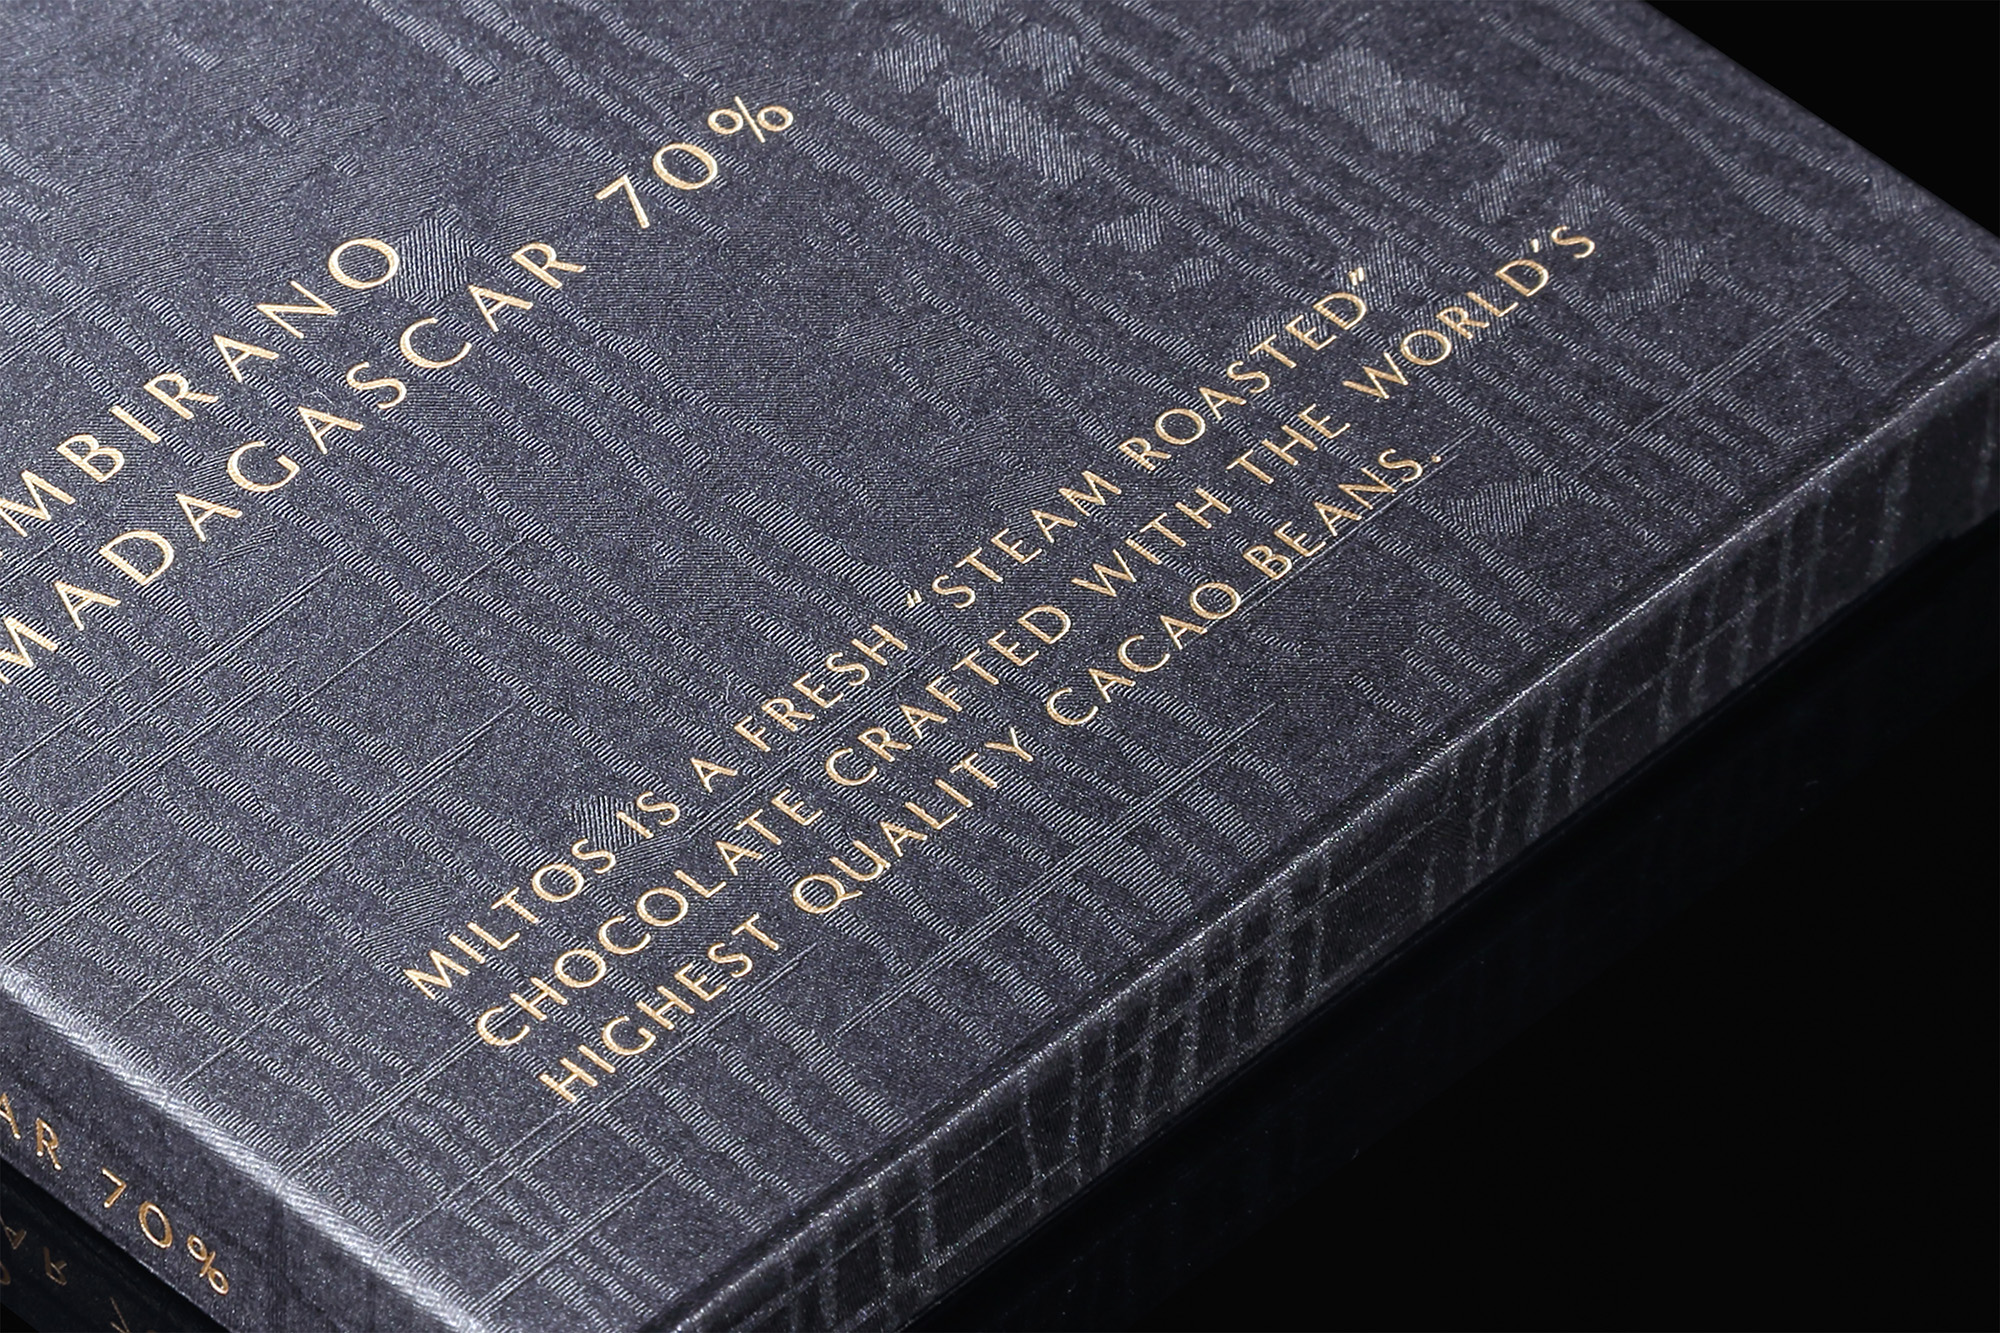 MBIRANO
MADAGASCAR 70%
MILTOS IS A FRESH "STEAM ROASTED"
CHOCOLATE CRAFTED WITH THE WORLD'S
HIGHEST QUALITY CACAO BEANS.
AR 70%